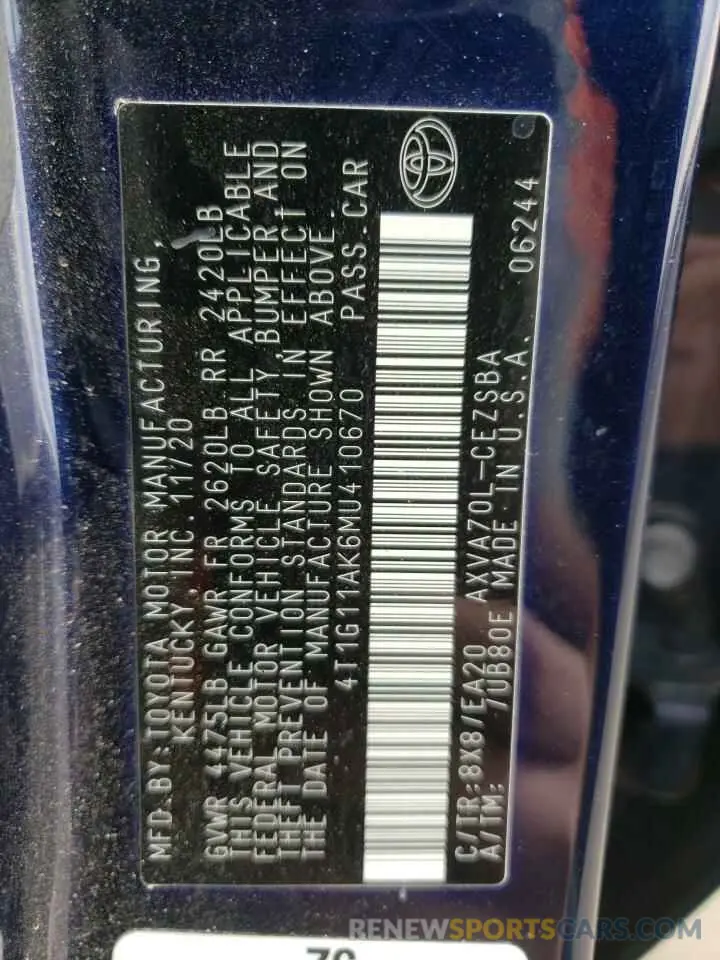 MFD.BY:TOYOTA MOTOR MANUFACTURING,
KENTUCKY,INC. 11/20
GVWR 4475LB GAWR FR 2620LB RR 2420LB
THIS VEHICLE CONFORMS TO ALL APPLICABLE
FEDERAL MOTOR VEHICLE SAFETY,BUMPER,AND
THEFT PREVENTION STANDARDS IN EFFECT ON
THE DATE OF MANUFACTURE SHOWN ABOVE.
4T1G11AK6MU410670 PASS.CAR
C/TR:8X8/EA20 AXVA70L-CEZSBA 06244
A/TM: /UB80E MADE IN U.S.A.
RENEWSPORTSCARS.COM